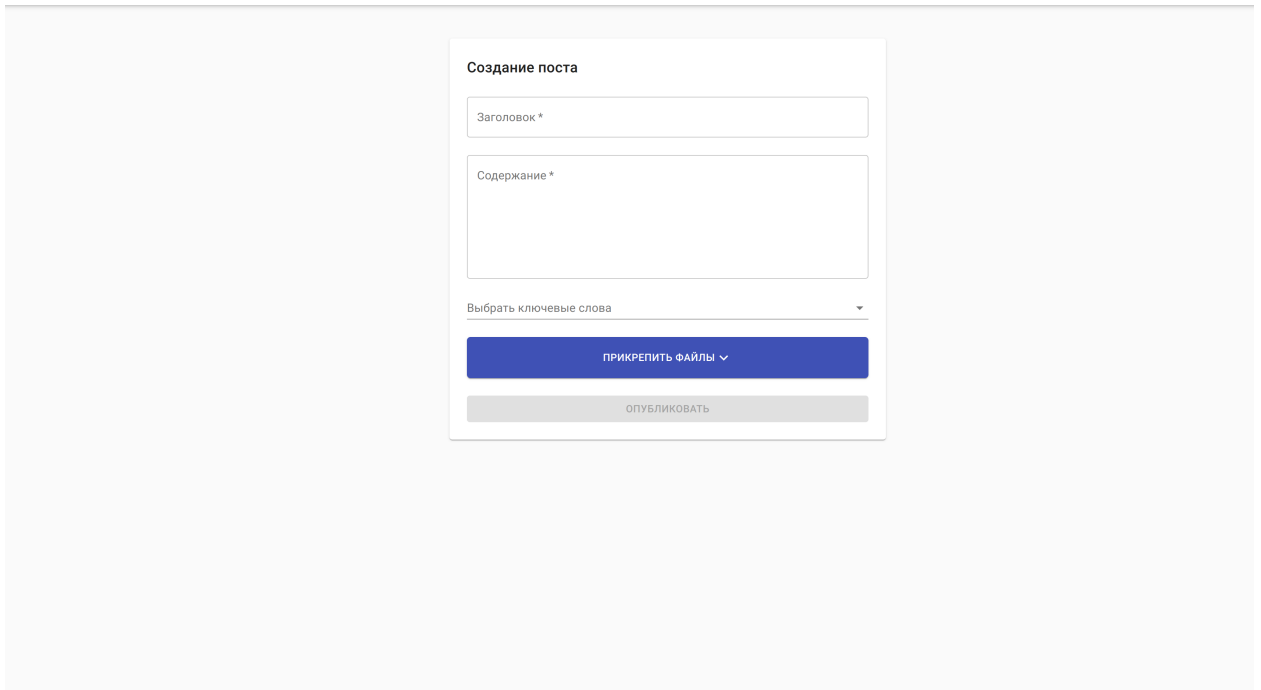 Создание поста
Заголовок *
Содержание *
Выбрать ключевые слова
ПРИКРЕПИТЬ ФАЙЛЫ
ОПУБЛИКОВАТЬ